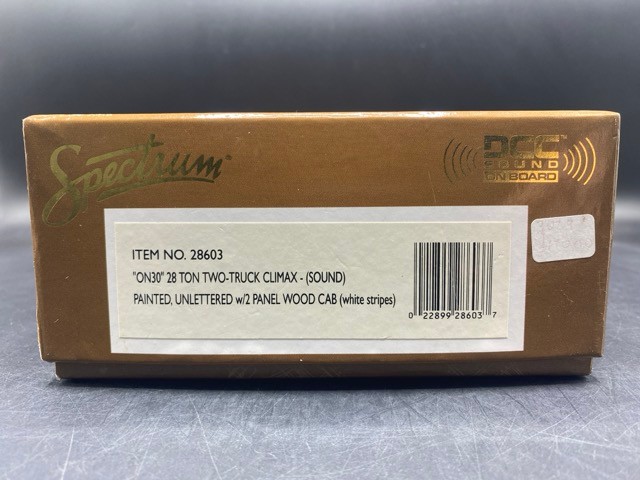 Spectrum
DCC
SOUND
ON BOARD
ITEM NO. 28603
"ON30" 28 TON TWO-TRUCK CLIMAX - (SOUND)
PAINTED, UNLETTERED w/2 PANEL WOOD CAB (white stripes)
0 22899 28603 7